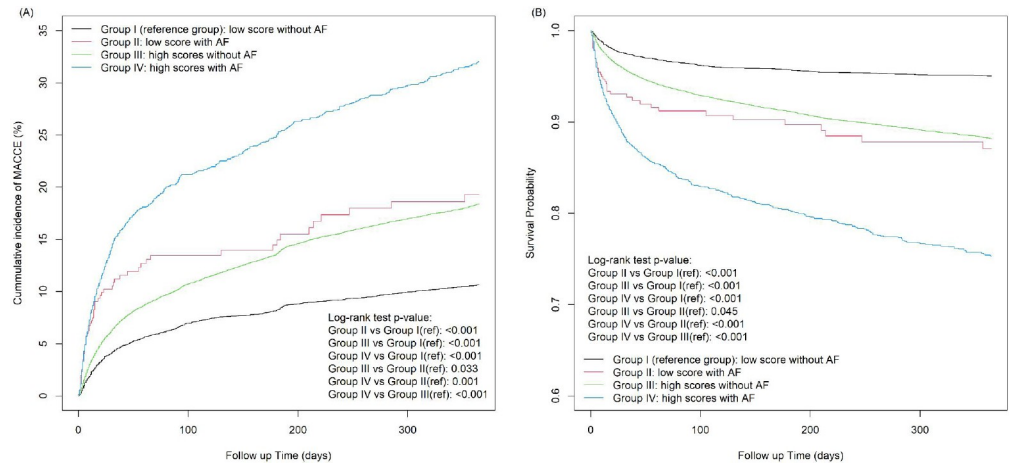 (A)
Cummulative incidence of MACCE (%)
35
30
25
20
15
10
5
0
Group I (reference group): low score without AF
Group II: low score with AF
Group III: high scores without AF
Group IV: high scores with AF
Log-rank test p-value:
Group II vs Group I(ref): <0.001
Group III vs Group I(ref): <0.001
Group IV vs Group I(ref): <0.001
Group III vs Group II(ref): 0.033
Group IV vs Group II(ref): 0.001
Group IV vs Group III(ref): <0.001
0 100 200 300
Follow up Time (days)
(B)
Survival Probability
1.0
0.9
0.8
0.7
0.6
Log-rank test p-value:
Group II vs Group I(ref): <0.001
Group III vs Group I(ref): <0.001
Group IV vs Group I(ref): <0.001
Group III vs Group II(ref): 0.045
Group IV vs Group II(ref): <0.001
Group IV vs Group III(ref): <0.001
Group I (reference group): low score without AF
Group II: low score with AF
Group III: high scores without AF
Group IV: high scores with AF
0 100 200 300
Follow up Time (days)